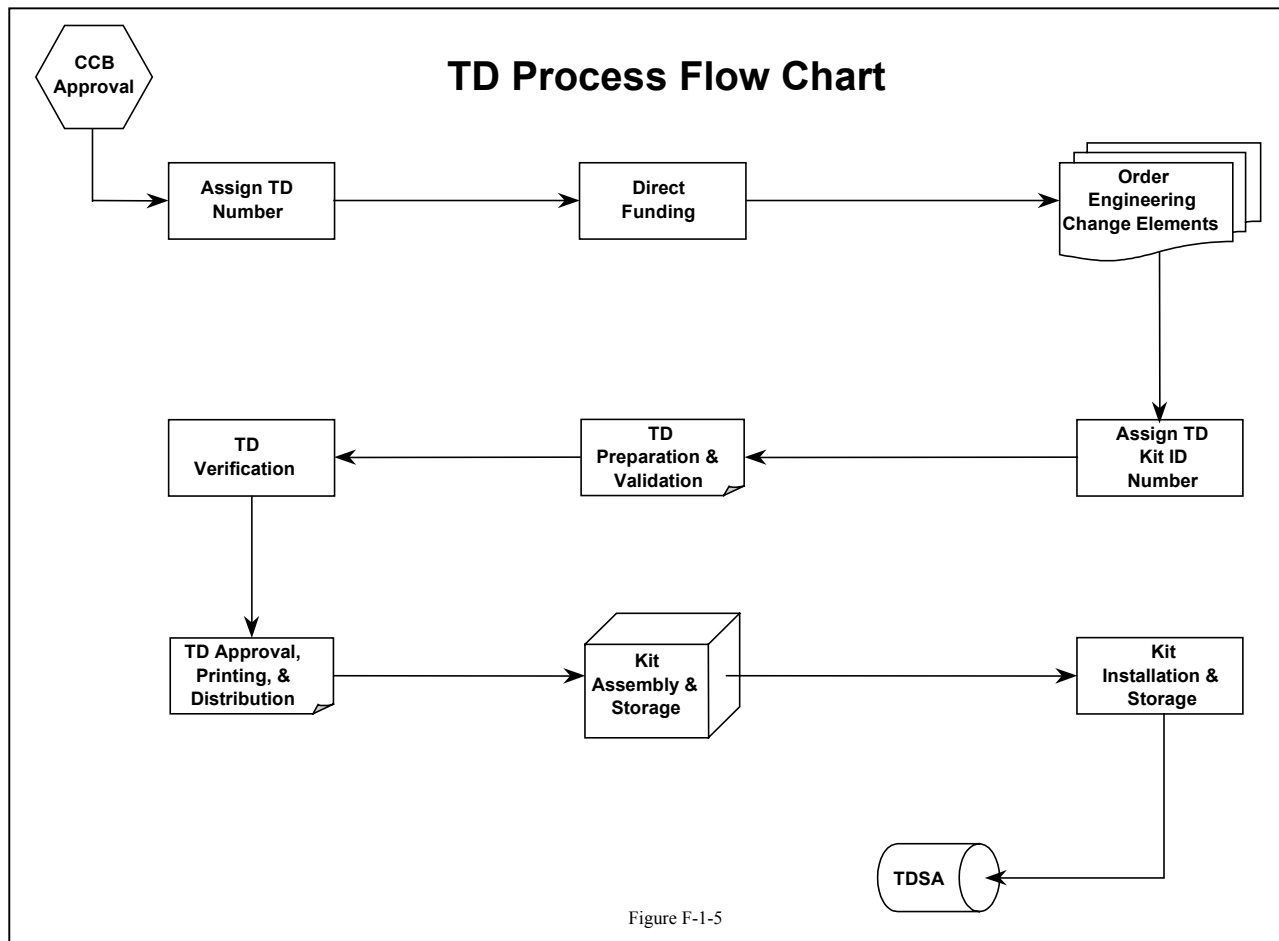 CCB
Approval
TD Process Flow Chart
Assign TD
Number
Direct
Funding
Order
Engineering
Change Elements
TD
Verification
TD
Preparation &
Validation
Assign TD
Kit ID
Number
TD Approval,
Printing, &
Distribution
Kit
Assembly &
Storage
Kit
Installation &
Storage
TDSA
Figure F-1-5